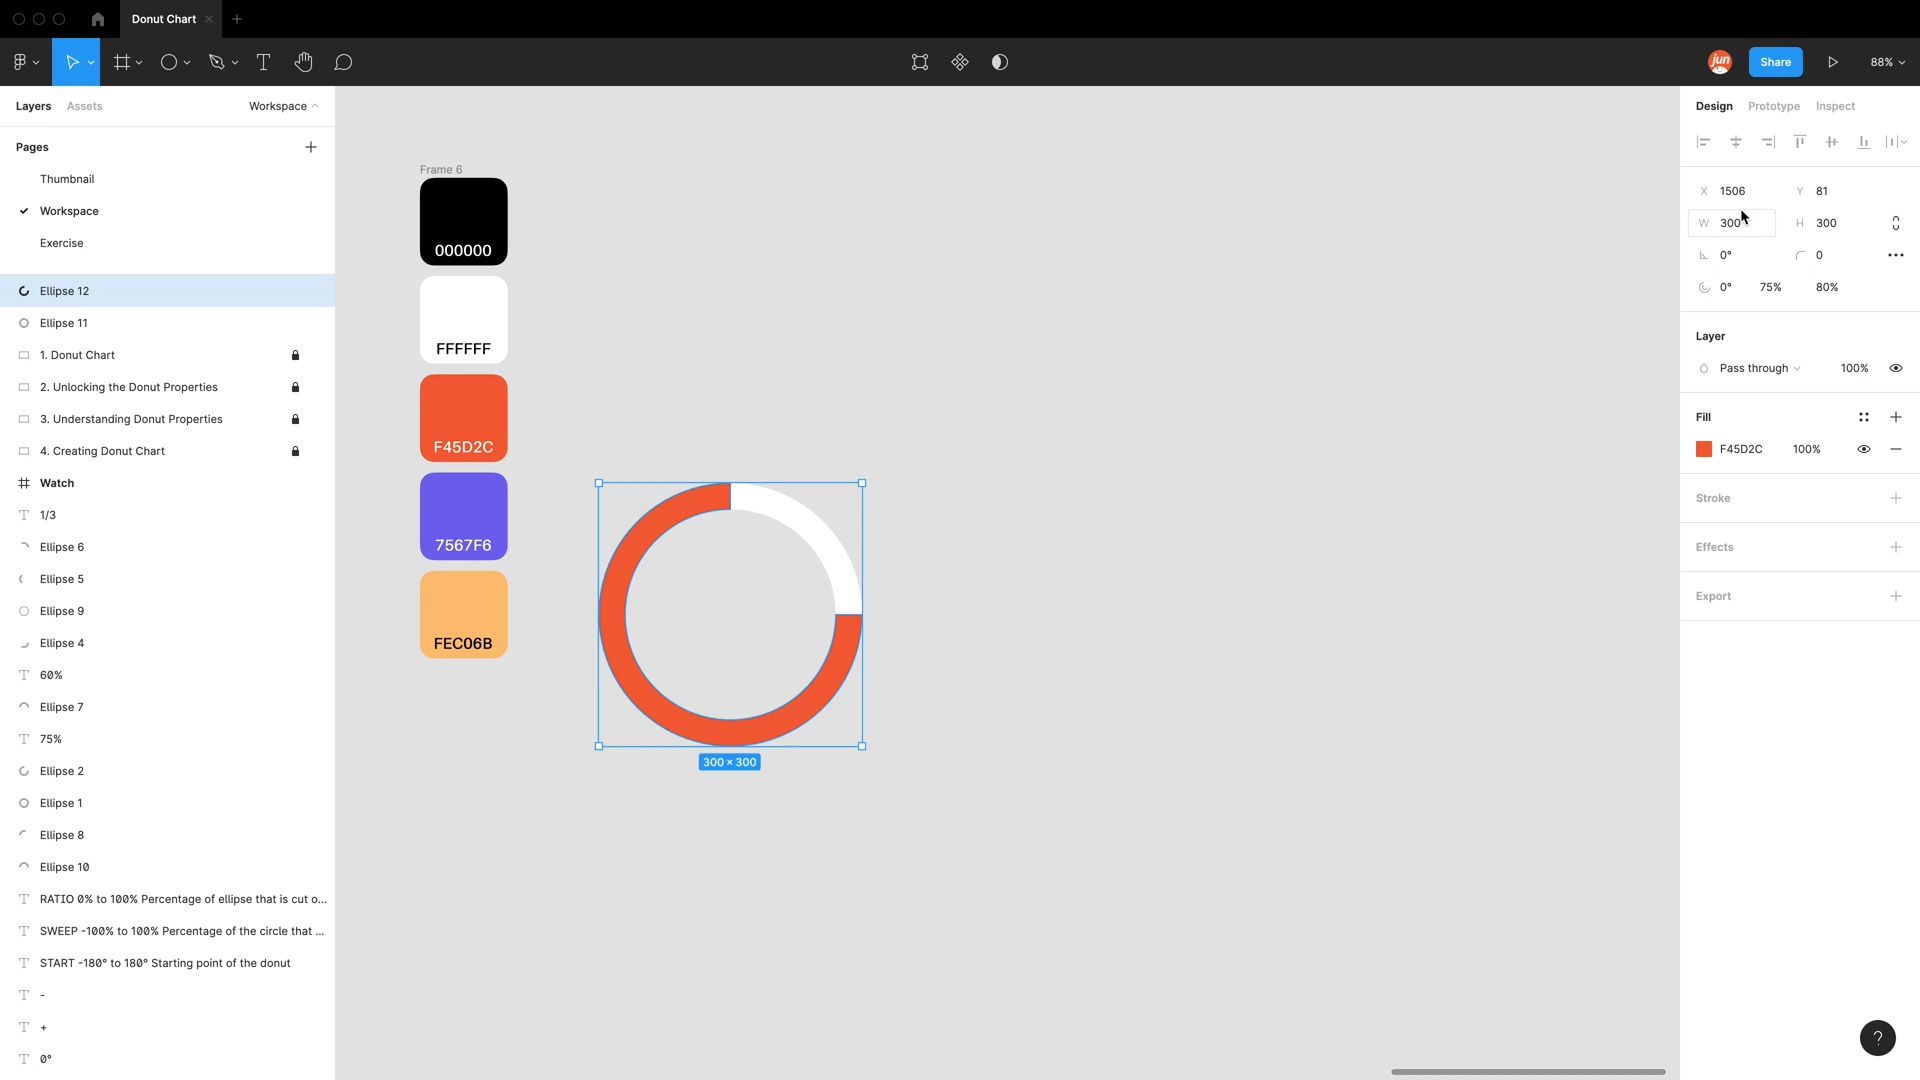 Donut Chart
jun
Share
88%
Layers
Assets
Workspace
Pages
Thumbnail
Workspace
Exercise
Ellipse 12
Ellipse 11
1. Donut Chart
2. Unlocking the Donut Properties
3. Understanding Donut Properties
4. Creating Donut Chart
Watch
1/3
Ellipse 6
Ellipse 5
Ellipse 9
Ellipse 4
60%
Ellipse 7
75%
Ellipse 2
Ellipse 1
Ellipse 8
Ellipse 10
RATIO 0% to 100% Percentage of ellipse that is cut o...
SWEEP -100% to 100% Percentage of the circle that ...
START -180° to 180° Starting point of the donut
-
+
0°
Frame 6
000000
FFFFFF
F45D2C
7567F6
FEC06B
300 × 300
Design
Prototype
Inspect
X 1506 Y 81
W 300 H 300
0° 0
0° 75% 80%
Layer
Pass through 100%
Fill
F45D2C 100%
Stroke
Effects
Export
?